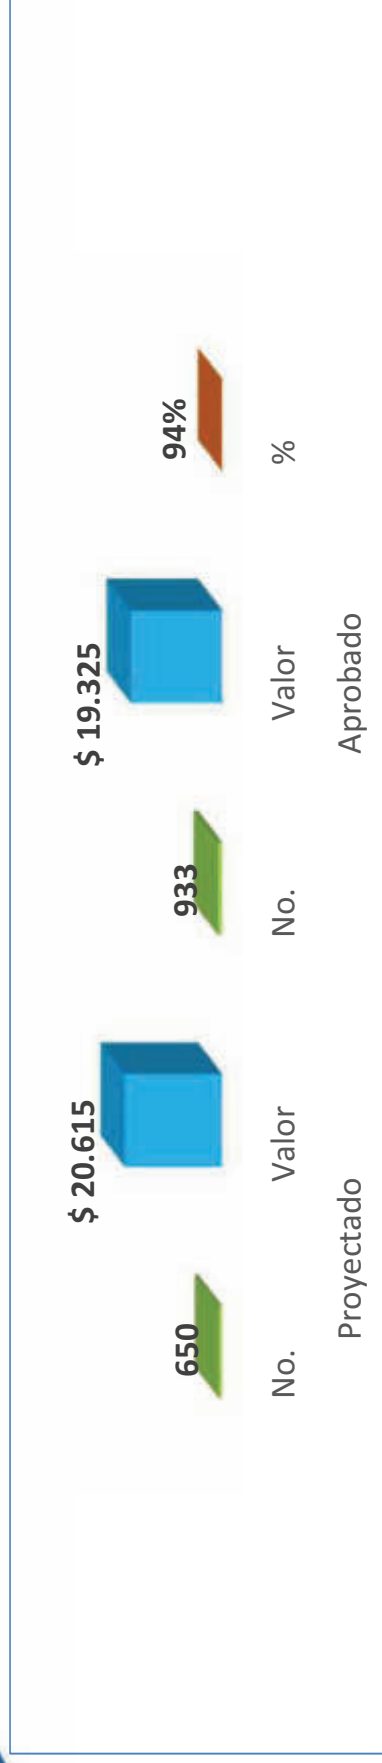 650
$ 20.615
933
$ 19.325
94%
No.
Valor
No.
Valor
%
Proyectado
Aprobado